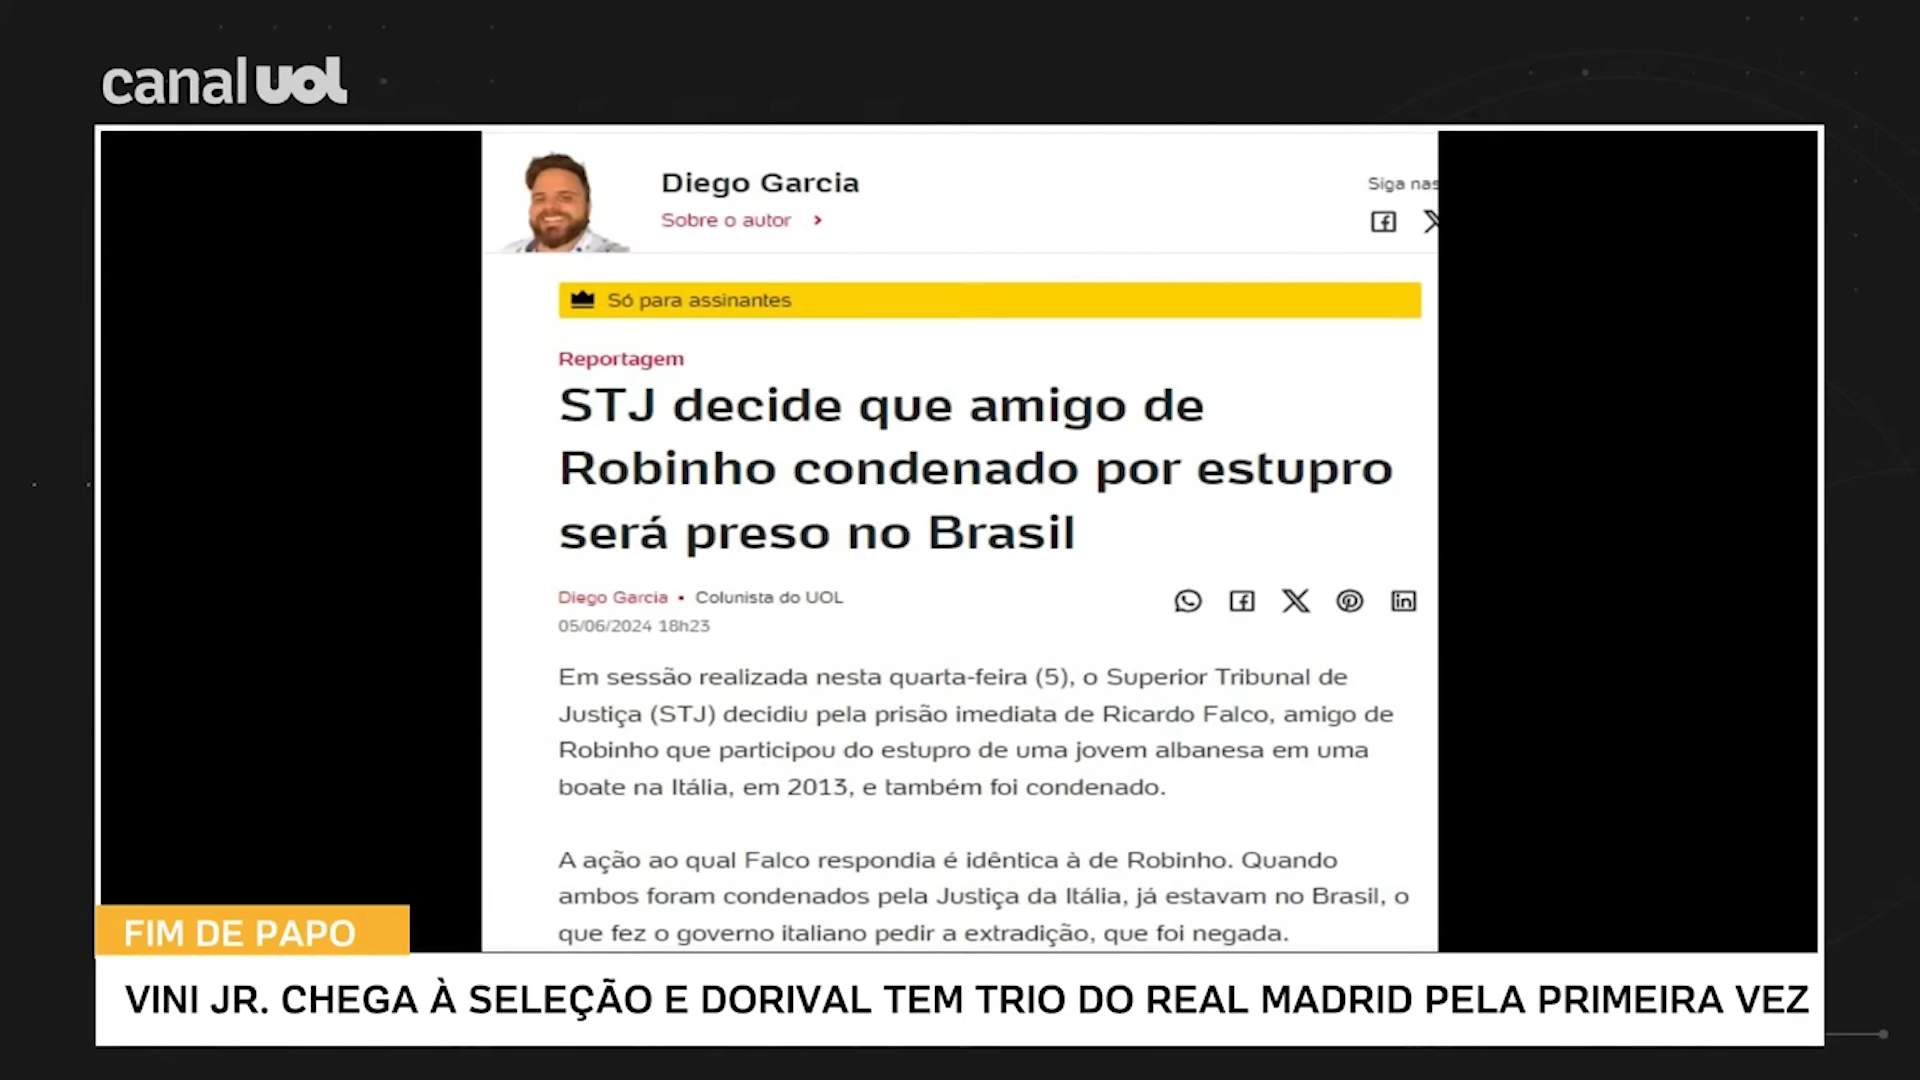 canal uol
Diego Garcia
Sobre o autor
Siga nas
Só para assinantes
Reportagem
STJ decide que amigo de
Robinho condenado por estupro
será preso no Brasil
Diego Garcia • Colunista do UOL
05/06/2024 18h23
Em sessão realizada nesta quarta-feira (5), o Superior Tribunal de
Justiça (STJ) decidiu pela prisão imediata de Ricardo Falco, amigo de
Robinho que participou do estupro de uma jovem albanesa em uma
boate na Itália, em 2013, e também foi condenado.
A ação ao qual Falco respondia é idêntica à de Robinho. Quando
ambos foram condenados pela Justiça da Itália, já estavam no Brasil, o
que fez o governo italiano pedir a extradição, que foi negada.
FIM DE PAPO
VINI JR. CHEGA À SELEÇÃO E DORIVAL TEM TRIO DO REAL MADRID PELA PRIMEIRA VEZ